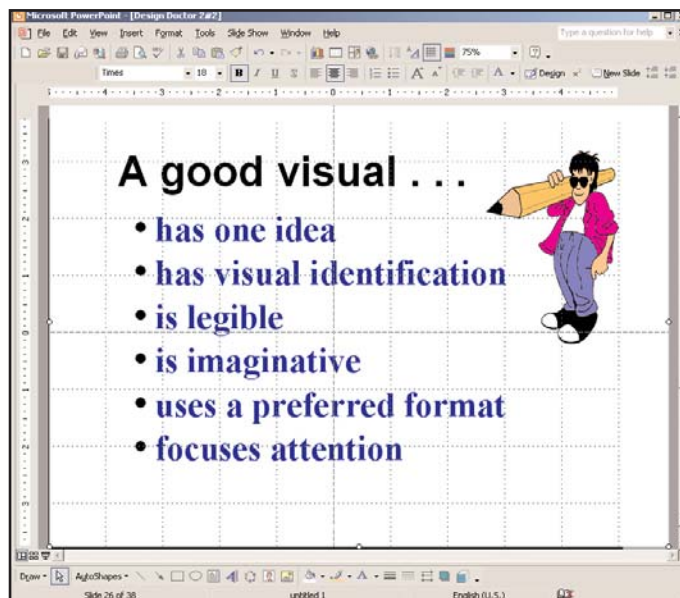 Microsoft PowerPoint - [Design Doctor 2#2]
File Edit View Insert Format Tools Slide Show Window Help
Type a question for help
75%
Times 18 B I U S A A A Design New Slide
A good visual . . .
• has one idea
• has visual identification
• is legible
• is imaginative
• uses a preferred format
• focuses attention
Draw AutoShapes A
Slide 26 of 38 untitled 1 English (U.S.)